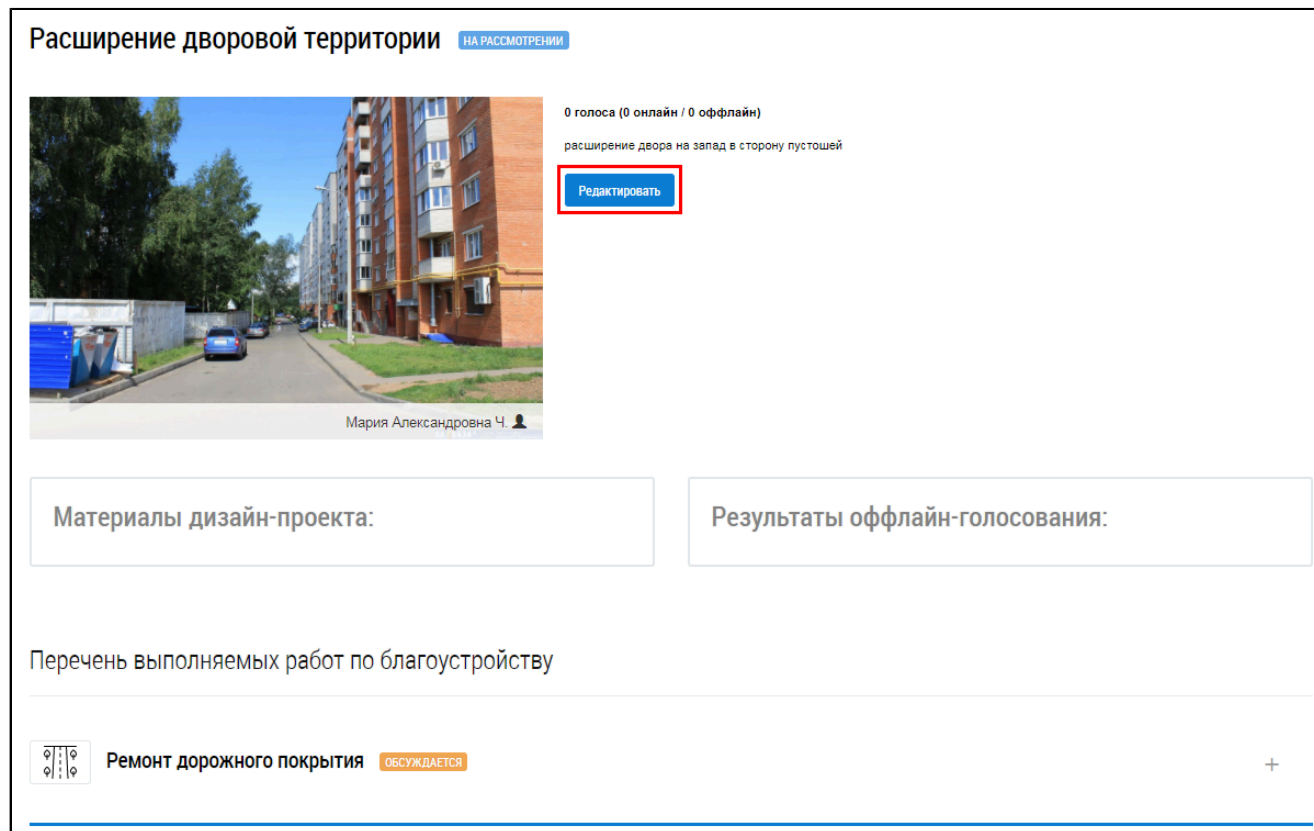 Расширение дворовой территории НА РАССМОТРЕНИИ
0 голоса (0 онлайн / 0 оффлайн)
расширение двора на запад в сторону пустошей
Редактировать
Мария Александровна Ч.
Материалы дизайн-проекта:
Результаты оффлайн-голосования:
Перечень выполняемых работ по благоустройству
Ремонт дорожного покрытия ОБСУЖДАЕТСЯ +